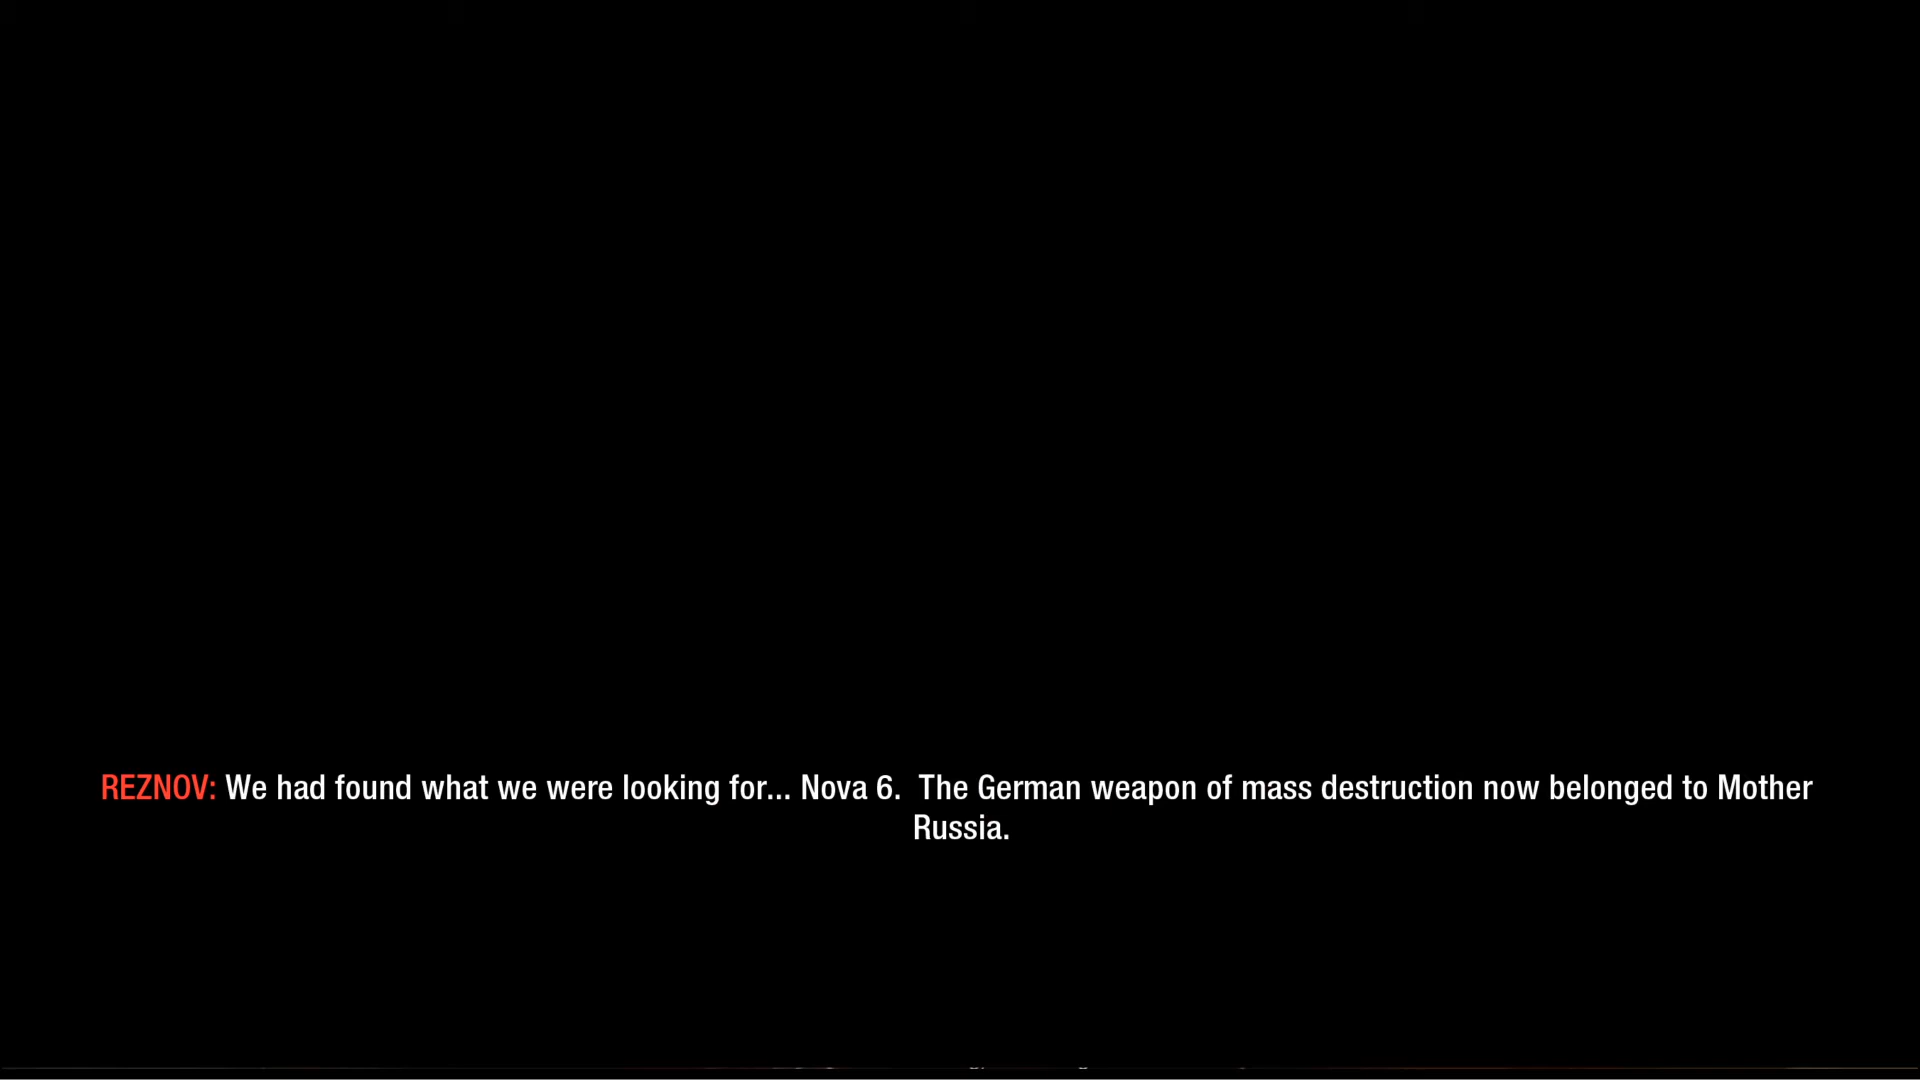 REZNOV: We had found what we were looking for... Nova 6.  The German weapon of mass destruction now belonged to Mother
Russia.